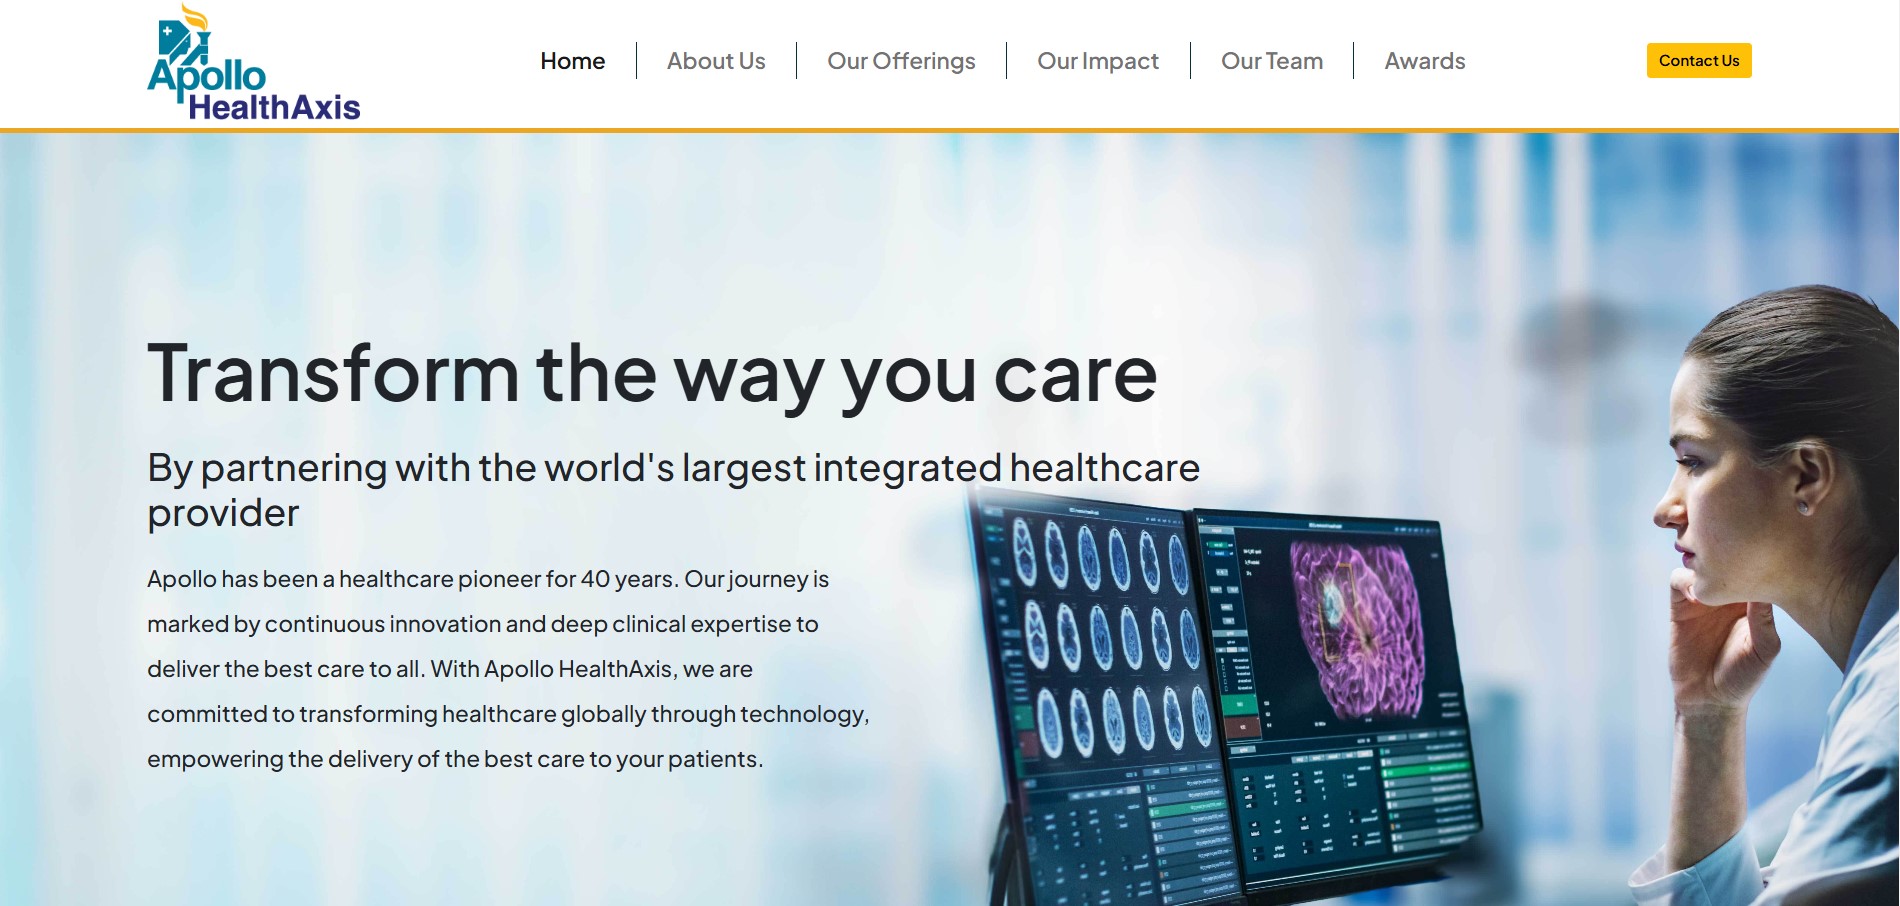 Apollo
HealthAxis
Home
About Us
Our Offerings
Our Impact
Our Team
Awards
Contact Us
Transform the way you care
By partnering with the world's largest integrated healthcare
provider
Apollo has been a healthcare pioneer for 40 years. Our journey is
marked by continuous innovation and deep clinical expertise to
deliver the best care to all. With Apollo HealthAxis, we are
committed to transforming healthcare globally through technology,
empowering the delivery of the best care to your patients.